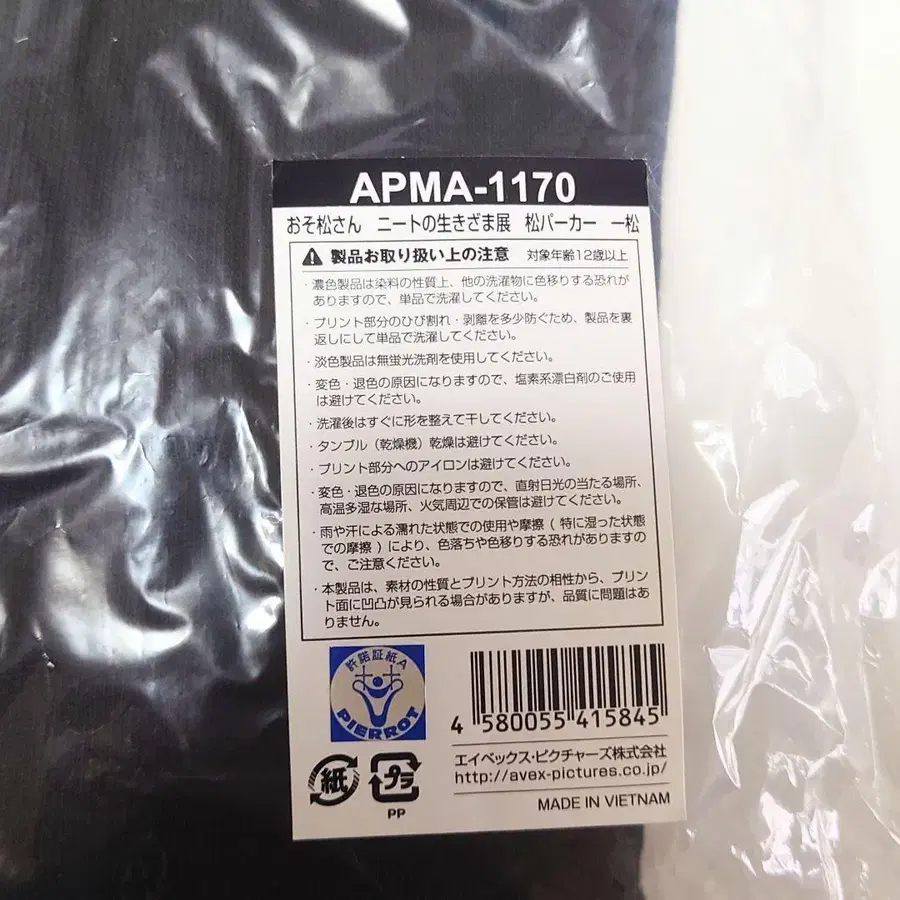 APMA-1170
おそ松さん ニートの生きざま展 松パーカー 一松
製品お取り扱い上の注意 対象年齢12歳以上
・濃色製品は染料の性質上、他の洗濯物に色移りする恐れが
ありますので、単品で洗濯してください。
・プリント部分のひび割れ・剥離を多少防ぐため、製品を裏
返しにして単品で洗濯してください。
・淡色製品は無蛍光洗剤を使用してください。
・変色・退色の原因になりますので、塩素系漂白剤のご使用
は避けてください。
・洗濯後はすぐに形を整えて干してください。
・タンブル（乾燥機）乾燥は避けてください。
・プリント部分へのアイロンは避けてください。
・変色・退色の原因になりますので、直射日光の当たる場所、
高温多湿な場所、火気周辺での保管は避けてください。
・雨や汗による濡れた状態での使用や摩擦 ( 特に湿った状態
での摩擦 ) により、色落ちや色移りする恐れがありますの
で、ご注意ください。
・本製品は、素材の性質とプリント方法の相性から、プリン
ト面に凹凸が見られる場合がありますが、品質に問題はあ
りません。
許諾証紙A
PIERROT
4 580055 415845
エイベックス・ピクチャーズ株式会社
http://avex-pictures.co.jp/
紙
プラ
PP
MADE IN VIETNAM